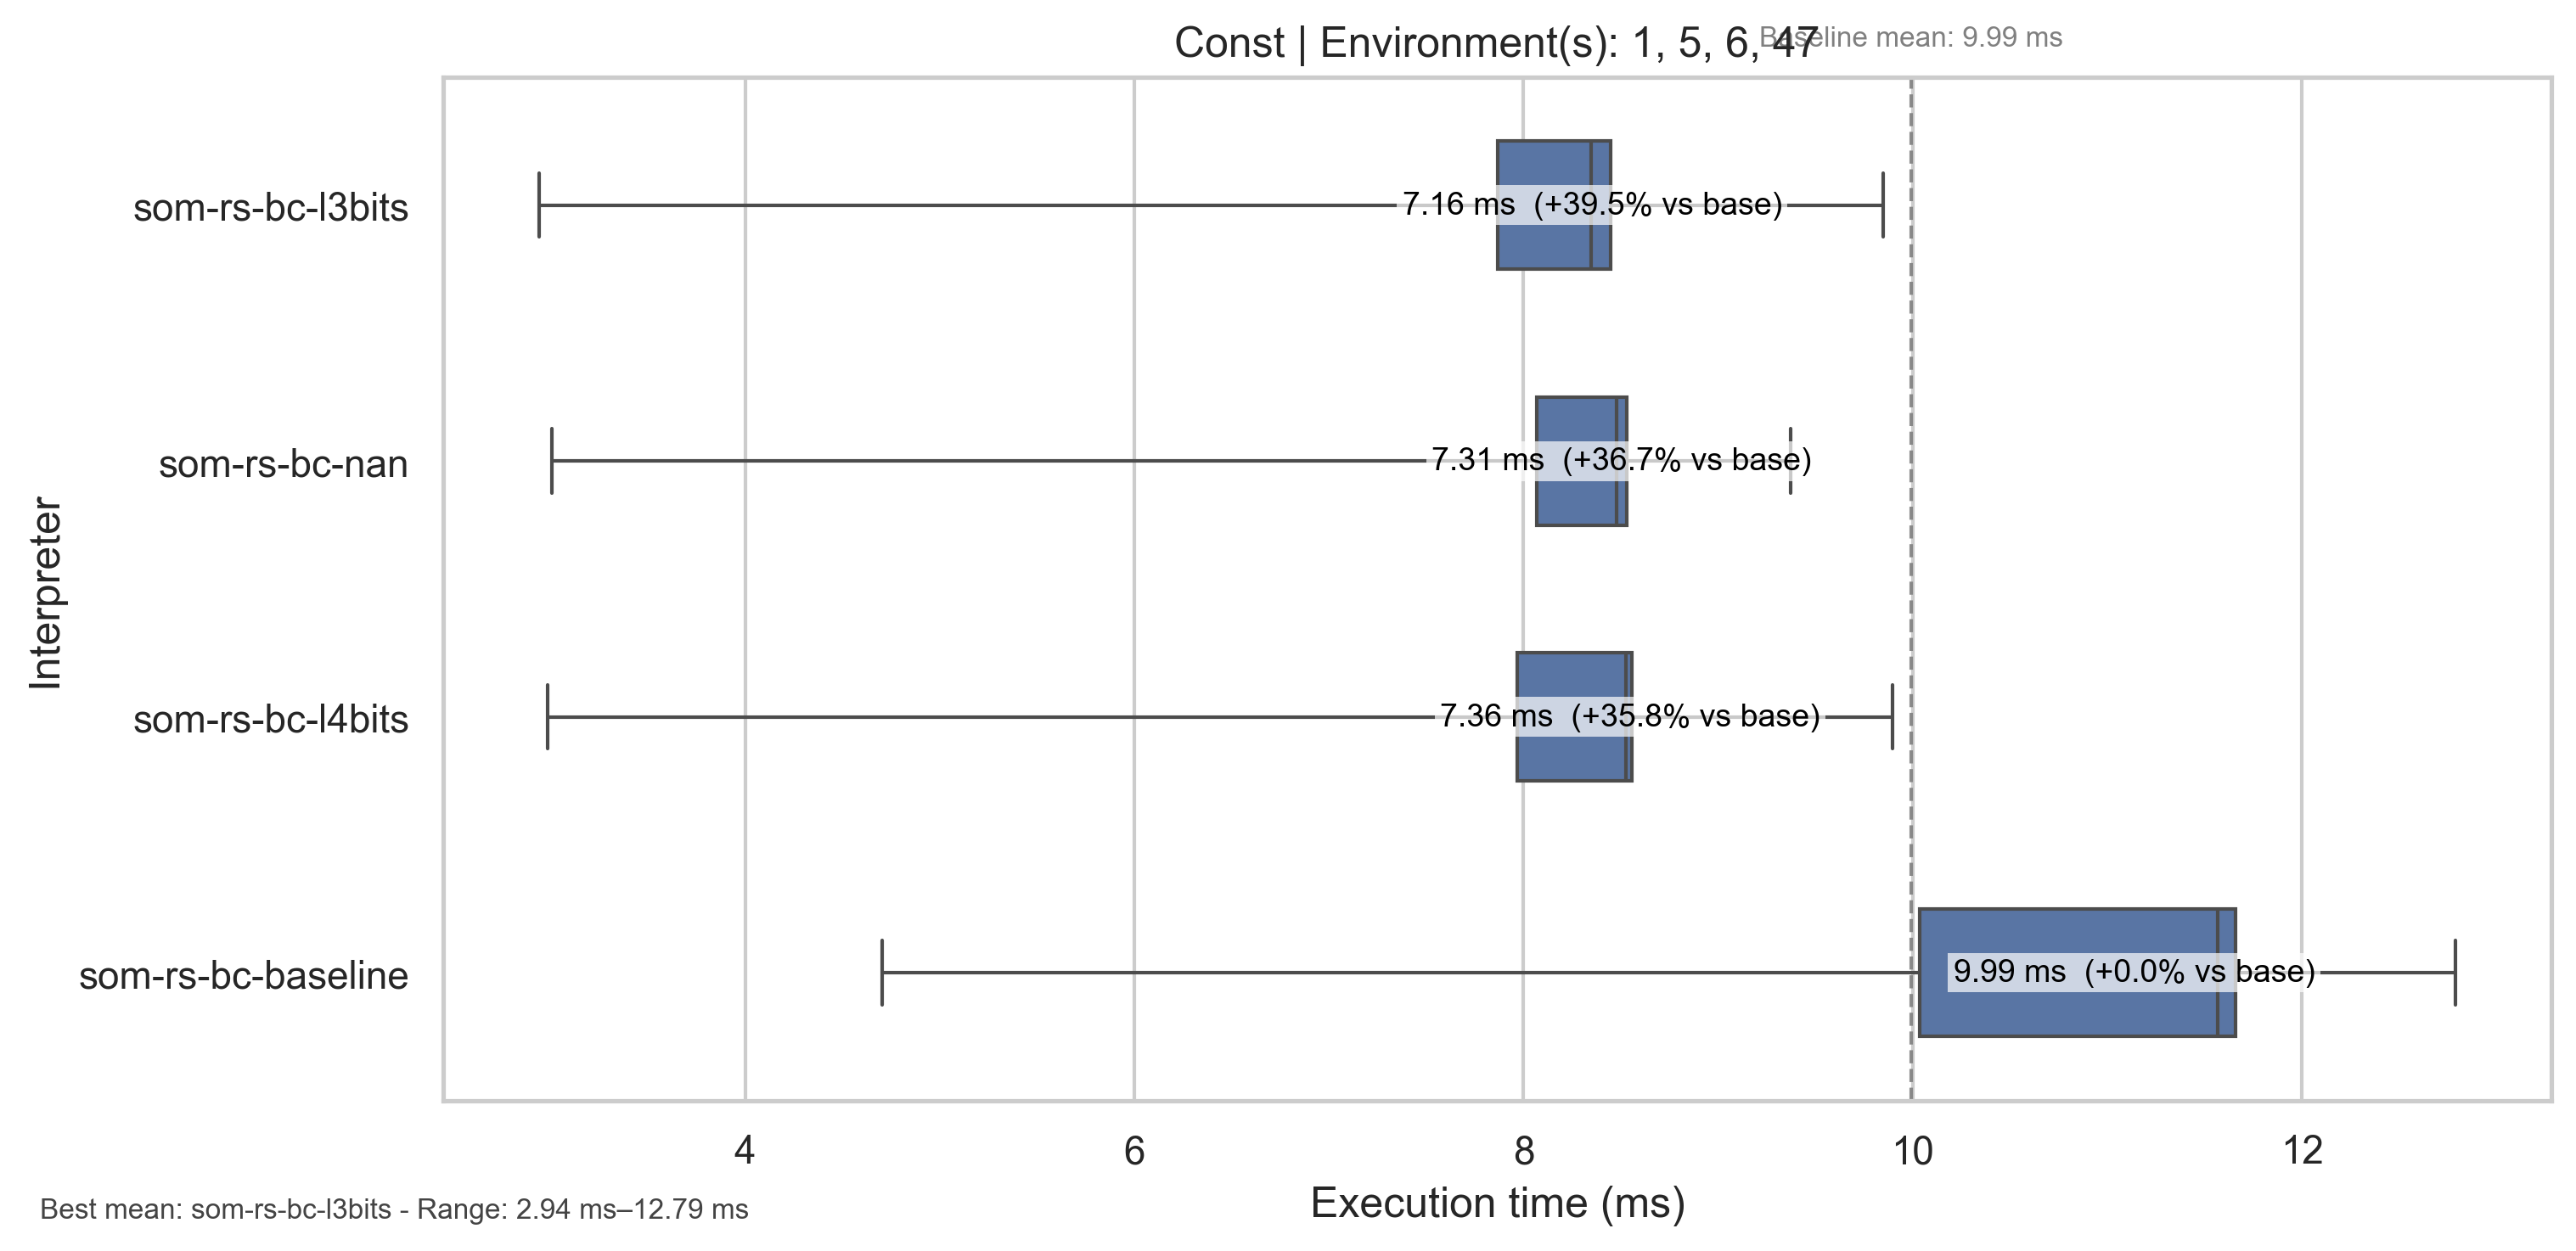 Const | Environment(s): 1, 5, 6, 47
Baseline mean: 9.99 ms
Interpreter
som-rs-bc-l3bits
7.16 ms (+39.5% vs base)
som-rs-bc-nan
7.31 ms (+36.7% vs base)
som-rs-bc-l4bits
7.36 ms (+35.8% vs base)
som-rs-bc-baseline
9.99 ms (+0.0% vs base)
4 6 8 10 12
Execution time (ms)
Best mean: som-rs-bc-l3bits - Range: 2.94 ms–12.79 ms